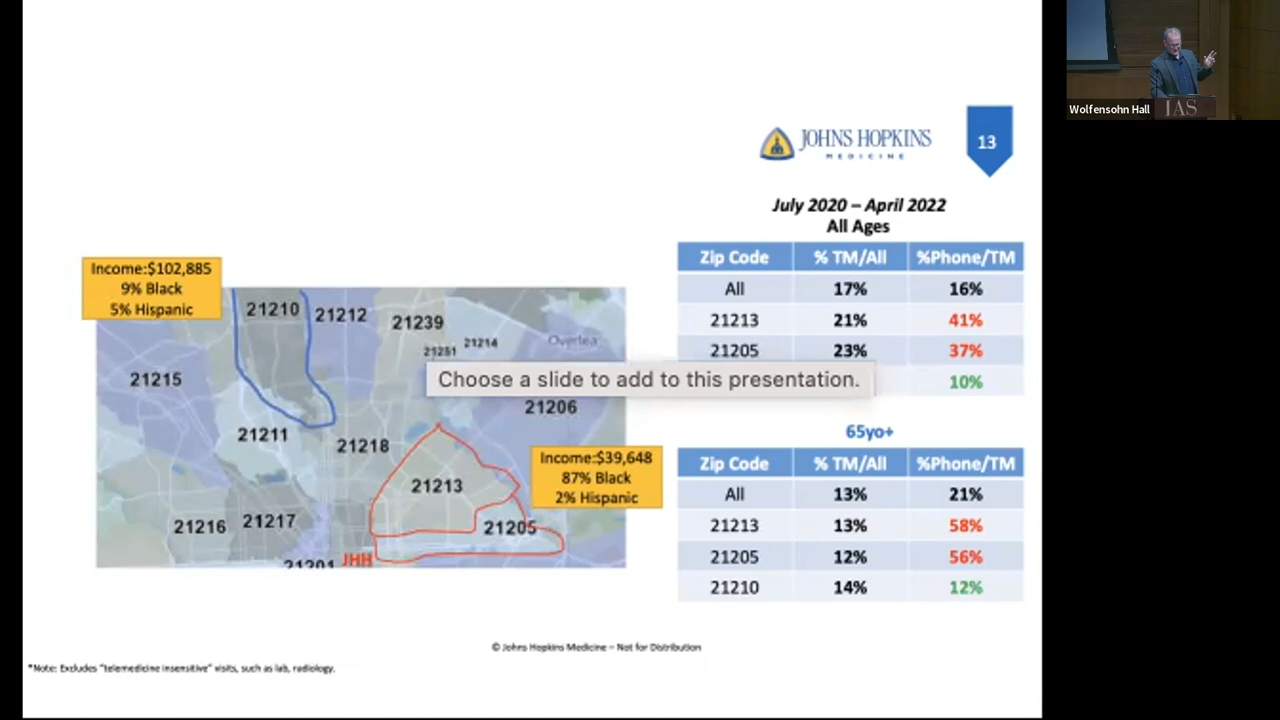 JOHNS HOPKINS
MEDICINE
13
Wolfensohn Hall
IAS
July 2020 – April 2022
All Ages
Zip Code % TM/All %Phone/TM
All 17% 16%
21213 21% 41%
21205 23% 37%
10%
Choose a slide to add to this presentation.
65yo+
Zip Code % TM/All %Phone/TM
All 13% 21%
21213 13% 58%
21205 12% 56%
21210 14% 12%
Income:$102,885
9% Black
5% Hispanic
21210
21212
21239
21251
21214
Overlea
21215
21206
21211
21218
Income:$39,648
87% Black
2% Hispanic
21213
21216
21217
21205
21201
JHH
© Johns Hopkins Medicine – Not for Distribution
*Note: Excludes "telemedicine insensitive" visits, such as lab, radiology.